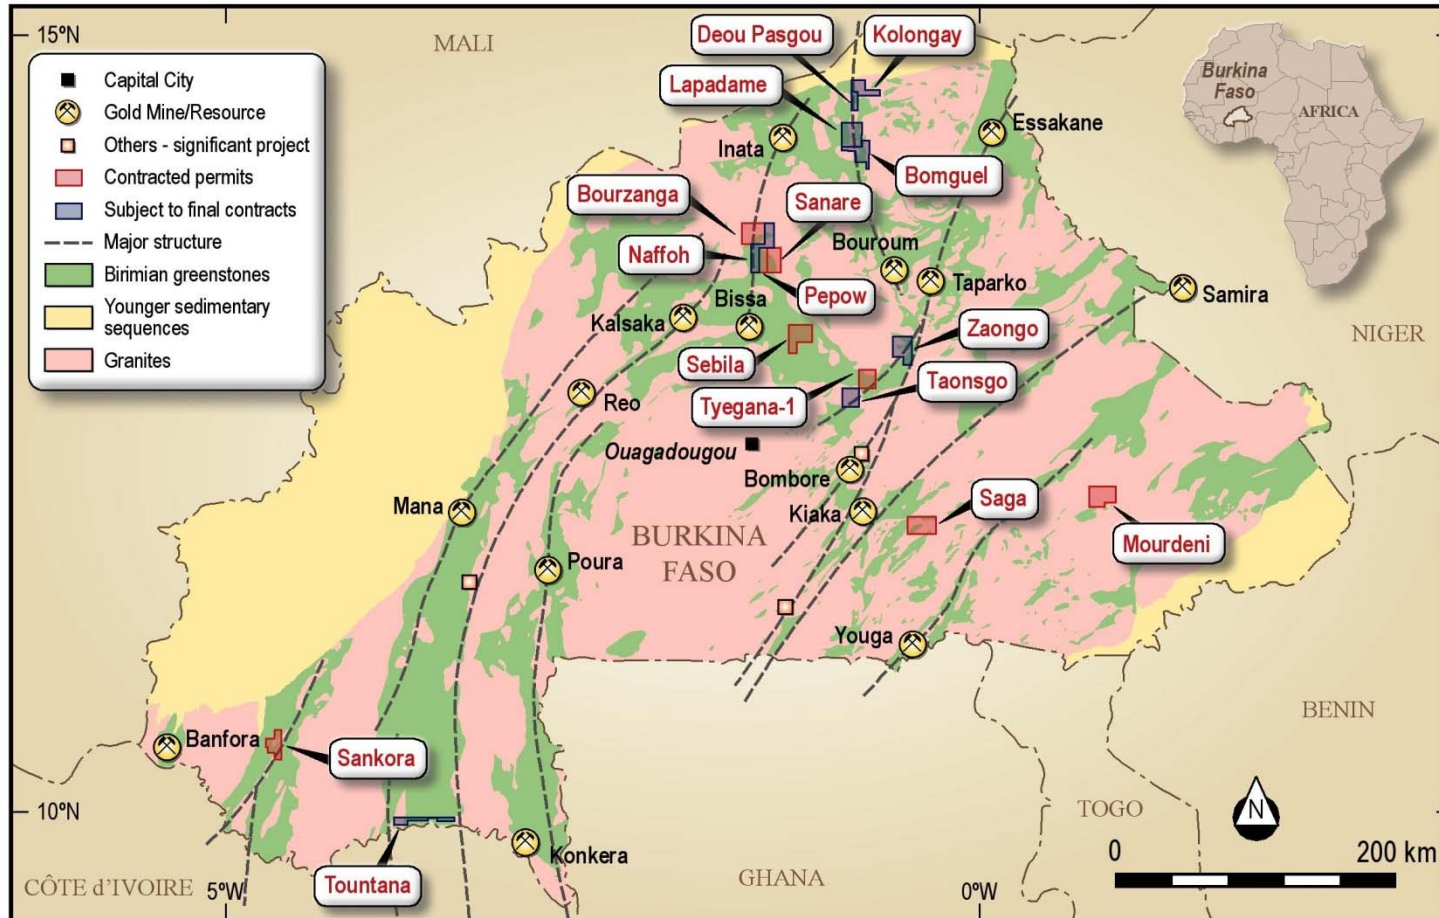 15ºN
MALI
Deou Pasgou
Kolongay
Lapadame
Burkina
Faso
AFRICA
Capital City
Gold Mine/Resource
Others - significant project
Contracted permits
Subject to final contracts
Major structure
Birimian greenstones
Younger sedimentary
sequences
Granites
Inata
Essakane
Bomguel
Bourzanga
Sanare
Naffoh
Bouroum
Pepow
Taparko
Samira
Bissa
Kalsaka
Zaongo
NIGER
Sebila
Reo
Tyegana-1
Taonsgo
Ouagadougou
Bombore
Mana
Kiaka
Saga
Mourdeni
BURKINA
FASO
Poura
Youga
BENIN
Banfora
Sankora
10ºN
TOGO
N
Konkera
0
200 km
Tountana
GHANA
CÔTE d'IVOIRE
5ºW
0ºN